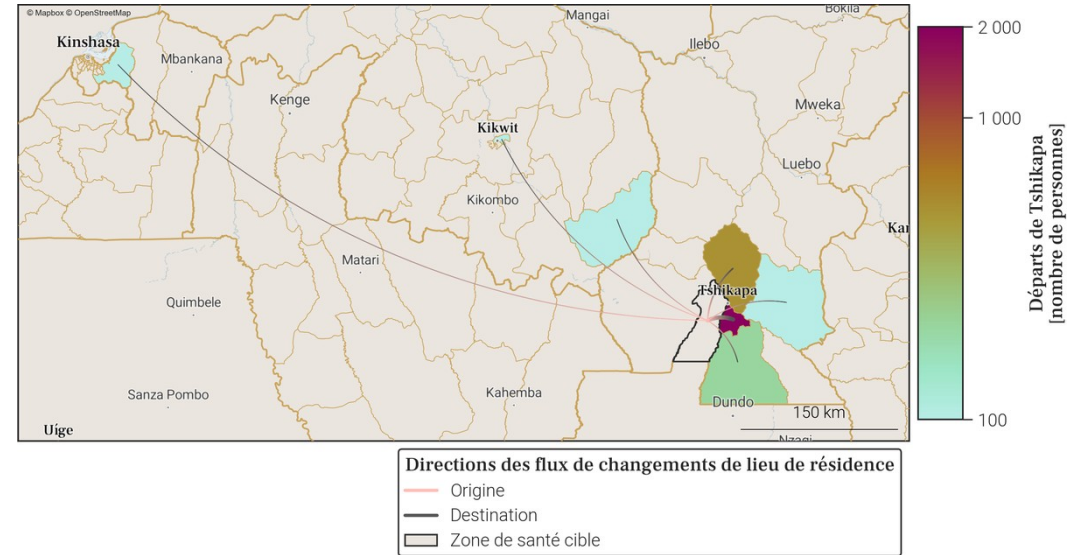 © Mapbox © OpenStreetMap
Mangai
Bokila
Kinshasa
Mbankana
Ilebo
Kenge
Mweka
Kikwit
Luebo
Kikombo
Kan
Matari
Tshikapa
Quimbele
Sanza Pombo
Kahemba
Dundo
150 km
Uíge
Nzagi
2 000
1 000
100
Départs de Tshikapa
[nombre de personnes]
Directions des flux de changements de lieu de résidence
Origine
Destination
Zone de santé cible